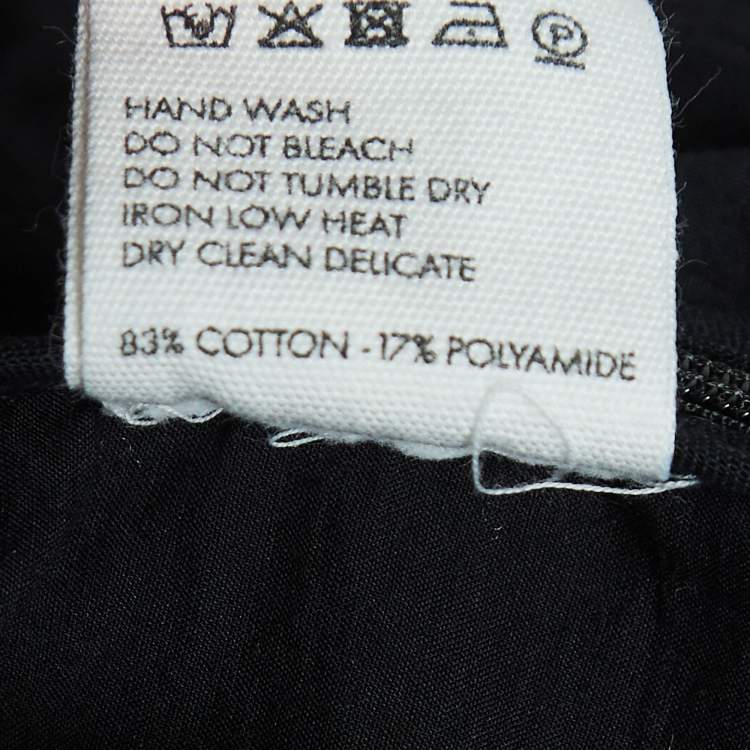 HAND WASH
DO NOT BLEACH
DO NOT TUMBLE DRY
IRON LOW HEAT
DRY CLEAN DELICATE
83% COTTON - 17% POLYAMIDE